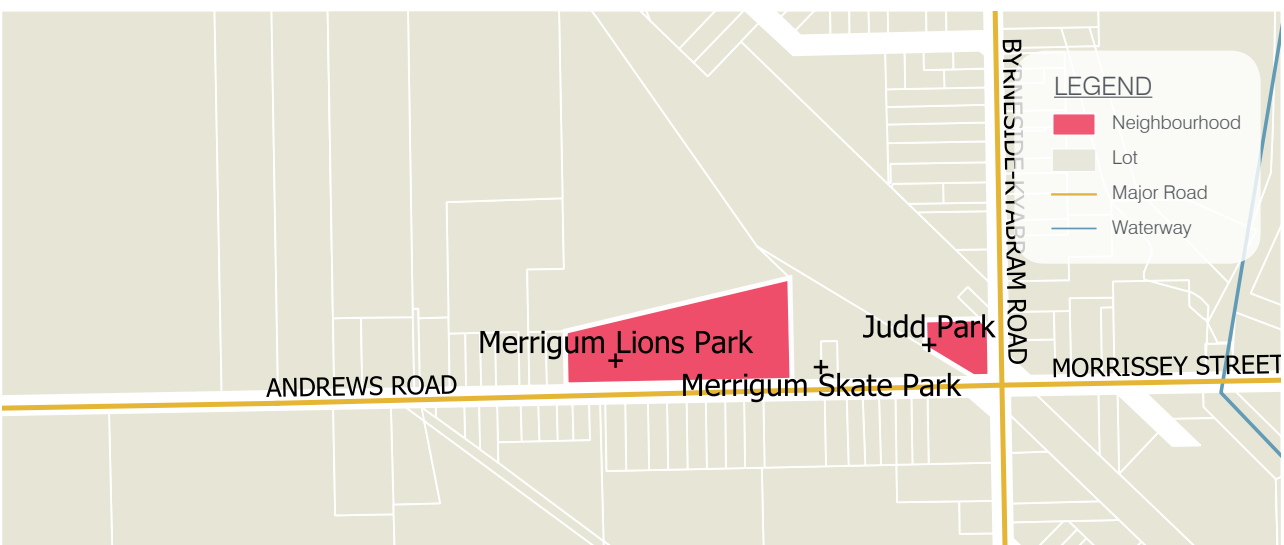 BYRNESIDE-KYABRAM ROAD
LEGEND
Neighbourhood
Lot
Major Road
Waterway
Judd Park
Merrigum Lions Park
MORRISSEY STREET
ANDREWS ROAD
Merrigum Skate Park